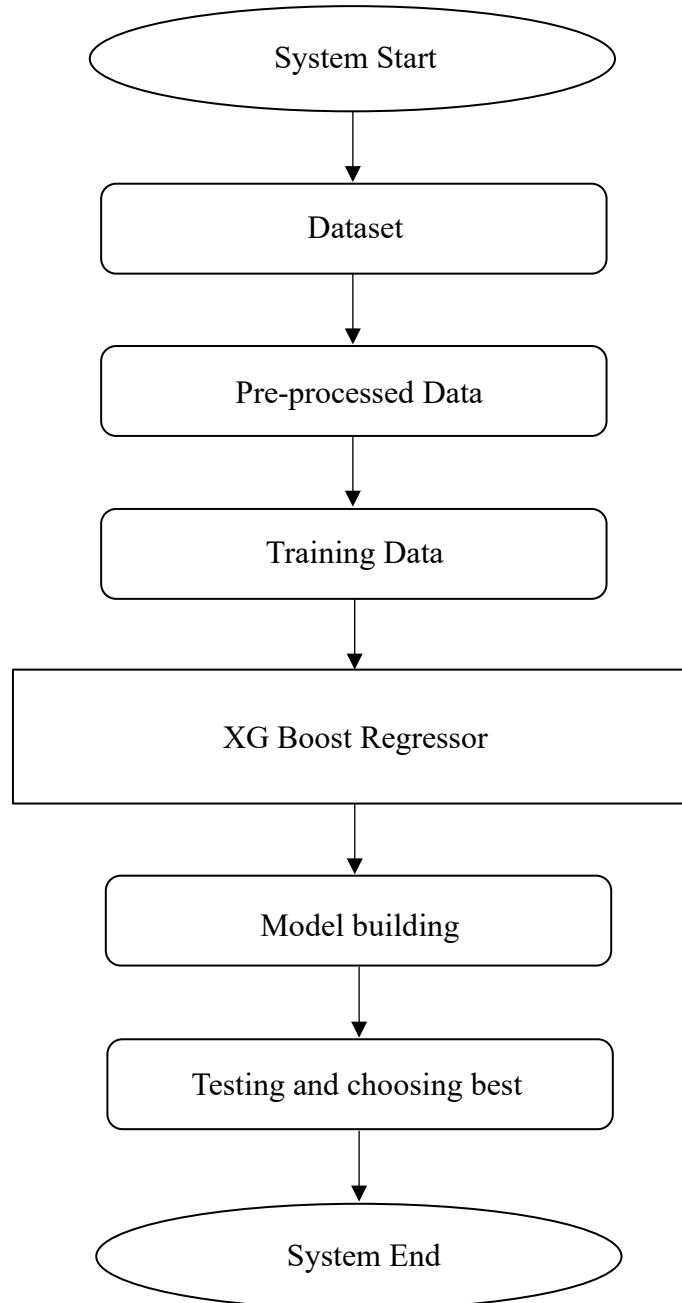 System Start
Dataset
Pre-processed Data
Training Data
XG Boost Regressor
Model building
Testing and choosing best
System End